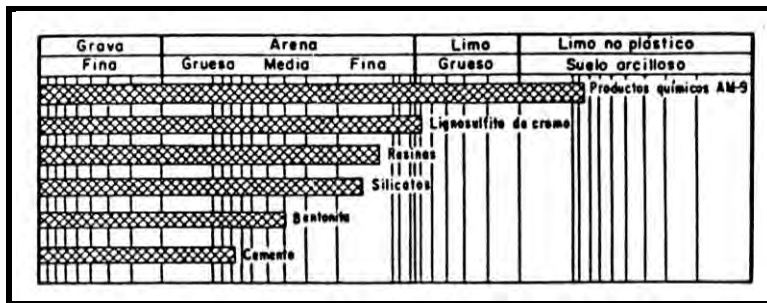 Grava Arena Limo Limo no plástico
Fina Gruesa Media Fina Grueso Suelo arcilloso
Productos químicos AM-9
Lignosulfito de cromo
Resinas
Silicatos
Bentonita
Cemento